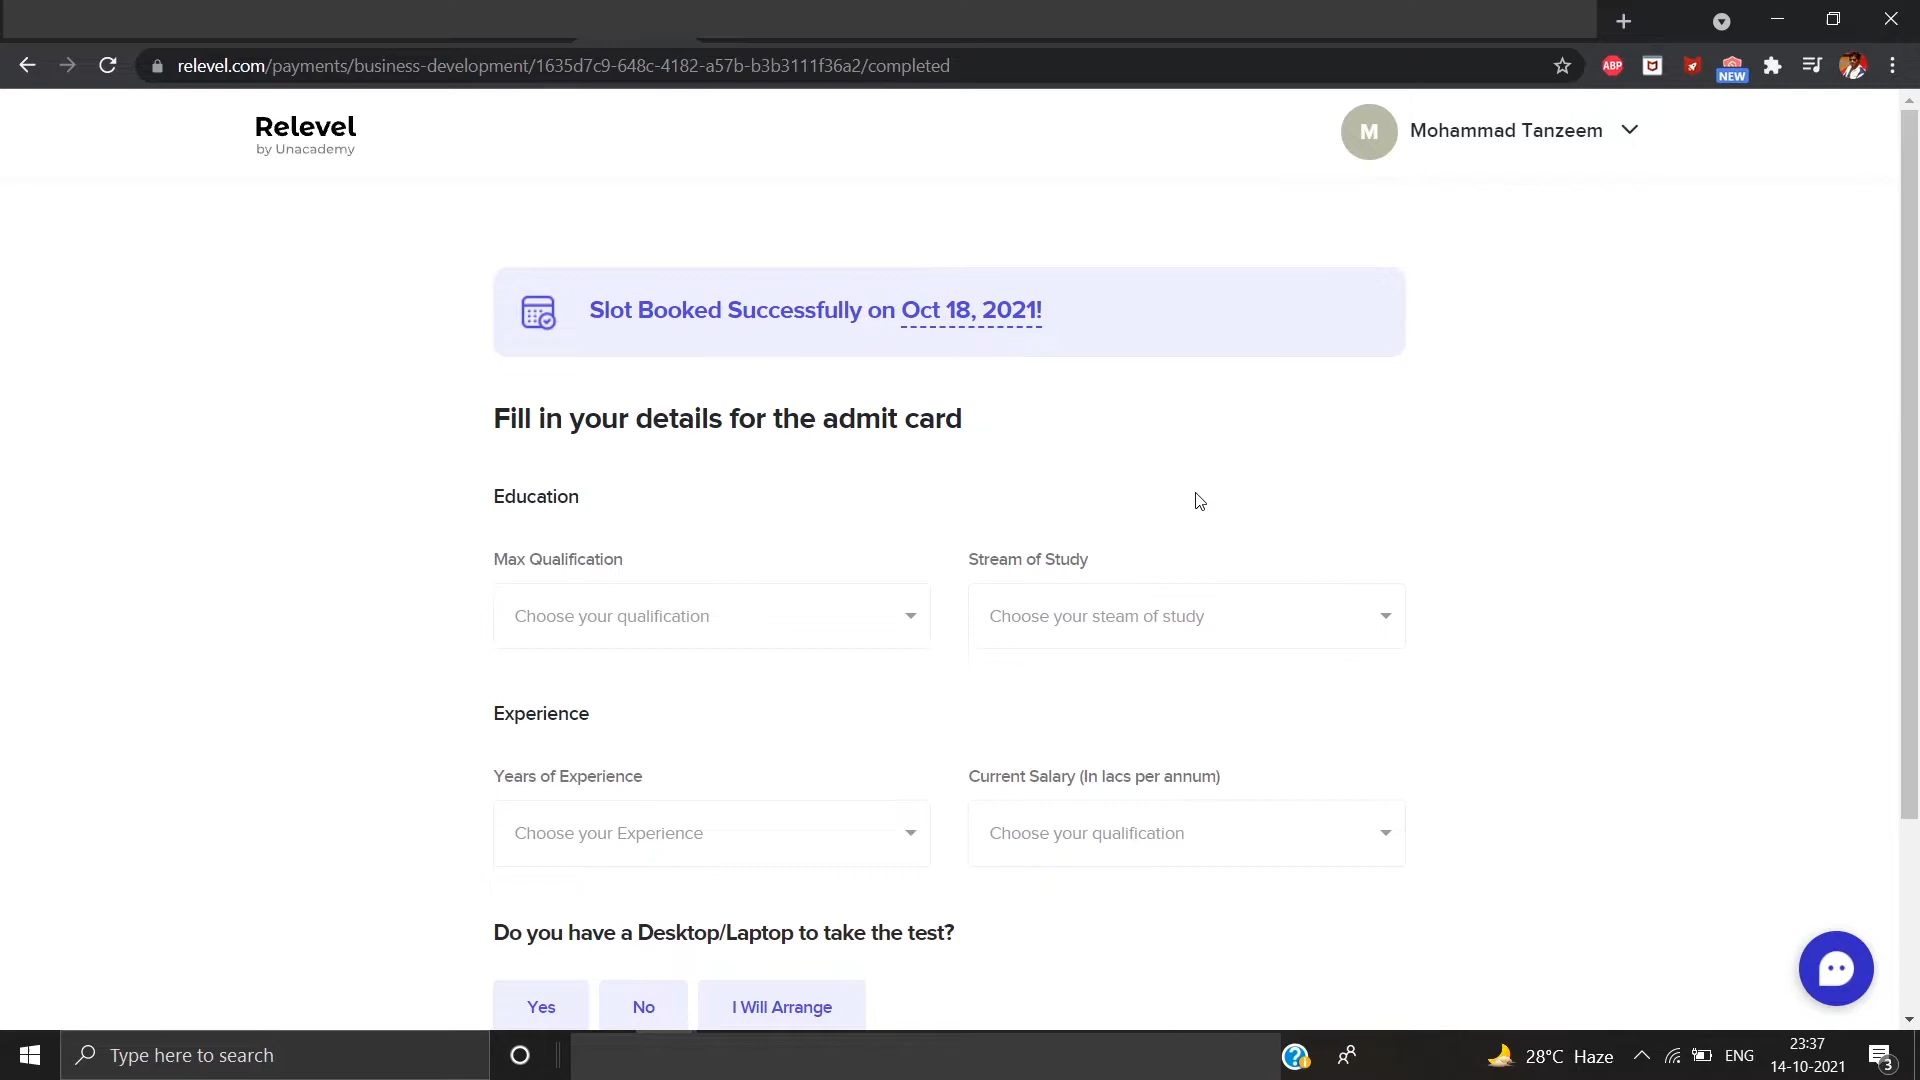 relevel.com/payments/business-development/1635d7c9-648c-4182-a57b-b3b3111f36a2/completed
ABP
NEW
Relevel
by Unacademy
M
Mohammad Tanzeem
Slot Booked Successfully on Oct 18, 2021!
Fill in your details for the admit card
Education
Max Qualification
Stream of Study
Choose your qualification
Choose your steam of study
Experience
Years of Experience
Current Salary (In lacs per annum)
Choose your Experience
Choose your qualification
Do you have a Desktop/Laptop to take the test?
Yes
No
I Will Arrange
Type here to search
28°C Haze
ENG
23:37
14-10-2021
3